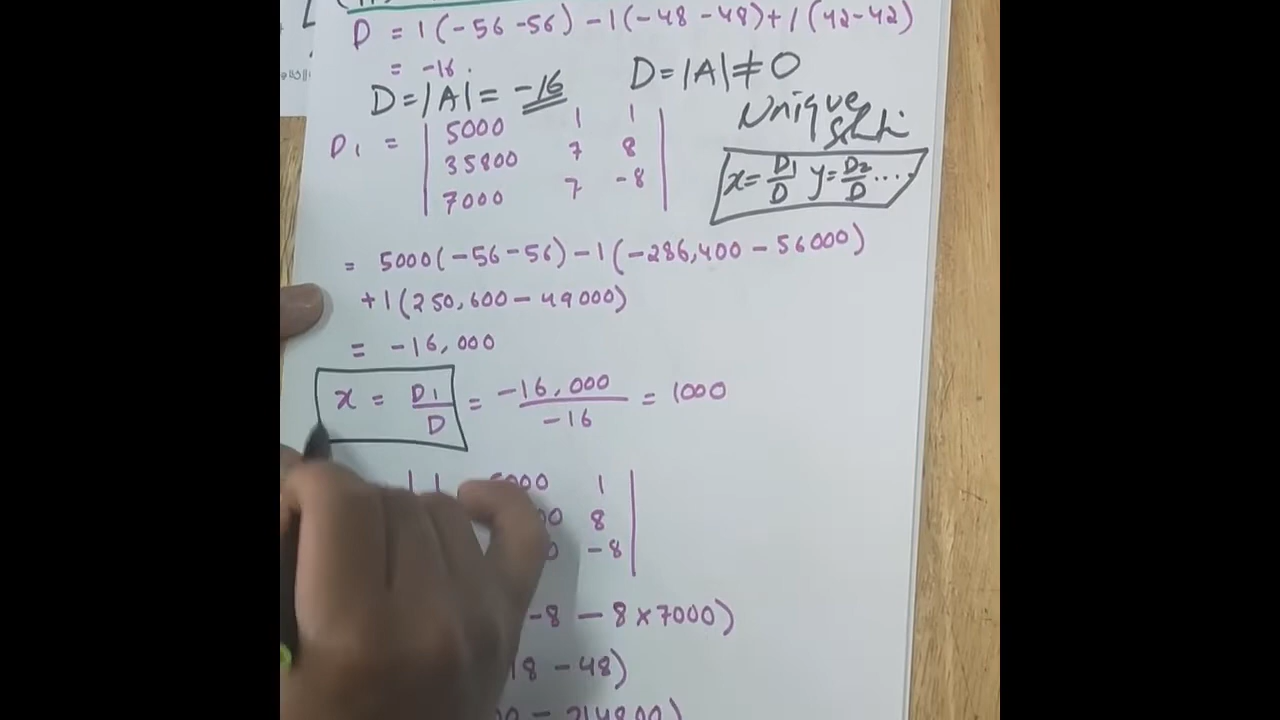 D = 1(-56-56) -1(-48-48)+1(42-42)
= -16.
D=|A|= -16
D=|A|≠0
Unique
D1 = | 5000 1 1 |
35800 7 8
7000 7 -8
x=D1/D y=D2/D ....
= 5000(-56-56) -1(-286,400 - 56000)
+1(250,600 - 49000)
= -16,000
x = D1/D = -16,000/-16 = 1000
5000 1
8
-8
-8 - 8×7000)
- 48)
- 214800)